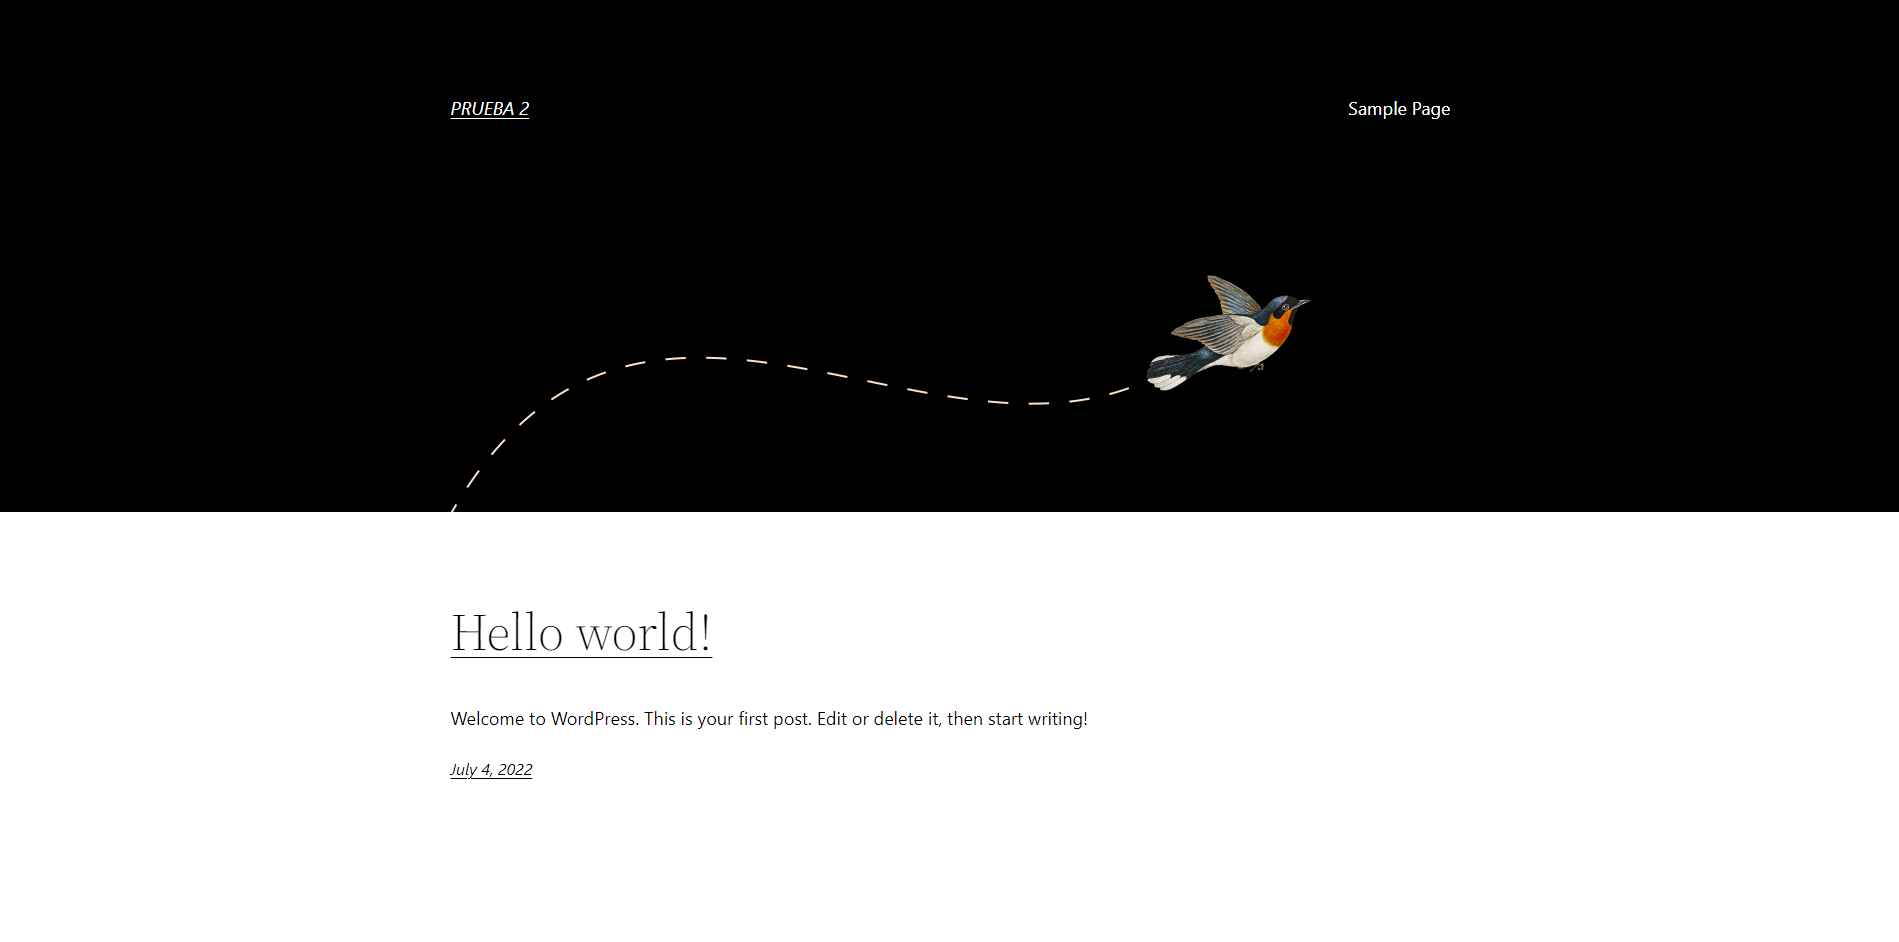 PRUEBA 2
Sample Page
Hello world!
Welcome to WordPress. This is your first post. Edit or delete it, then start writing!
July 4, 2022